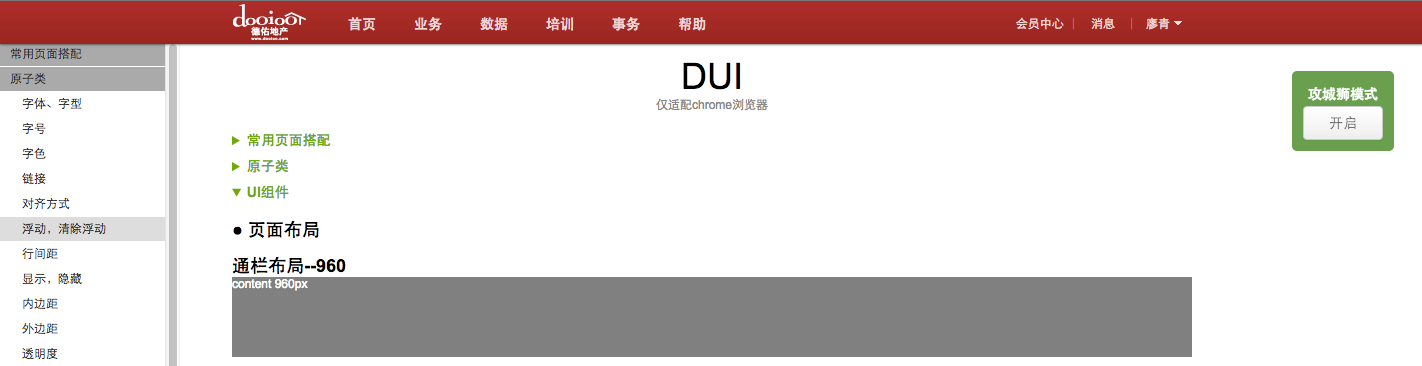 dooioo
德佑地产
www.dooioo.com
首页 业务 数据 培训 事务 帮助
会员中心 | 消息 | 廖青
常用页面搭配
原子类
字体、字型
字号
字色
链接
对齐方式
浮动，清除浮动
行间距
显示，隐藏
内边距
外边距
透明度
DUI
仅适配chrome浏览器
常用页面搭配
原子类
UI组件
● 页面布局
通栏布局--960
content 960px
攻城狮模式
开启